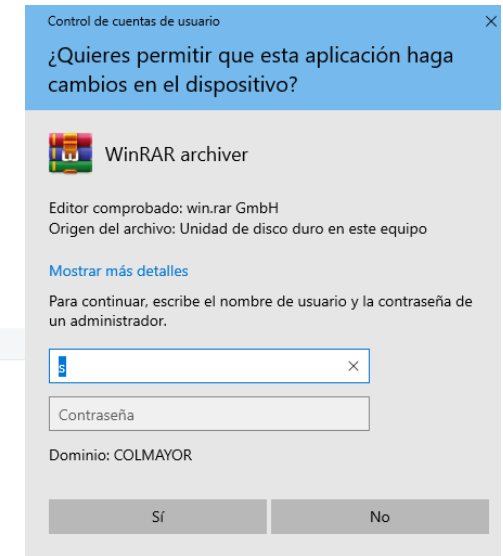 Control de cuentas de usuario
¿Quieres permitir que esta aplicación haga
cambios en el dispositivo?
WinRAR archiver
Editor comprobado: win.rar GmbH
Origen del archivo: Unidad de disco duro en este equipo
Mostrar más detalles
Para continuar, escribe el nombre de usuario y la contraseña de
un administrador.
s
Contraseña
Dominio: COLMAYOR
Sí No